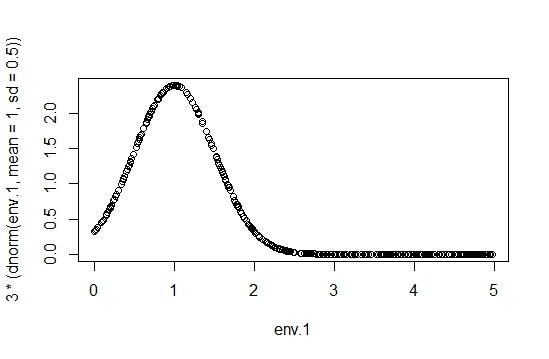 3 * (dnorm(env.1, mean = 1, sd = 0.5))
2.0
1.5
1.0
0.5
0.0
0 1 2 3 4 5
env.1